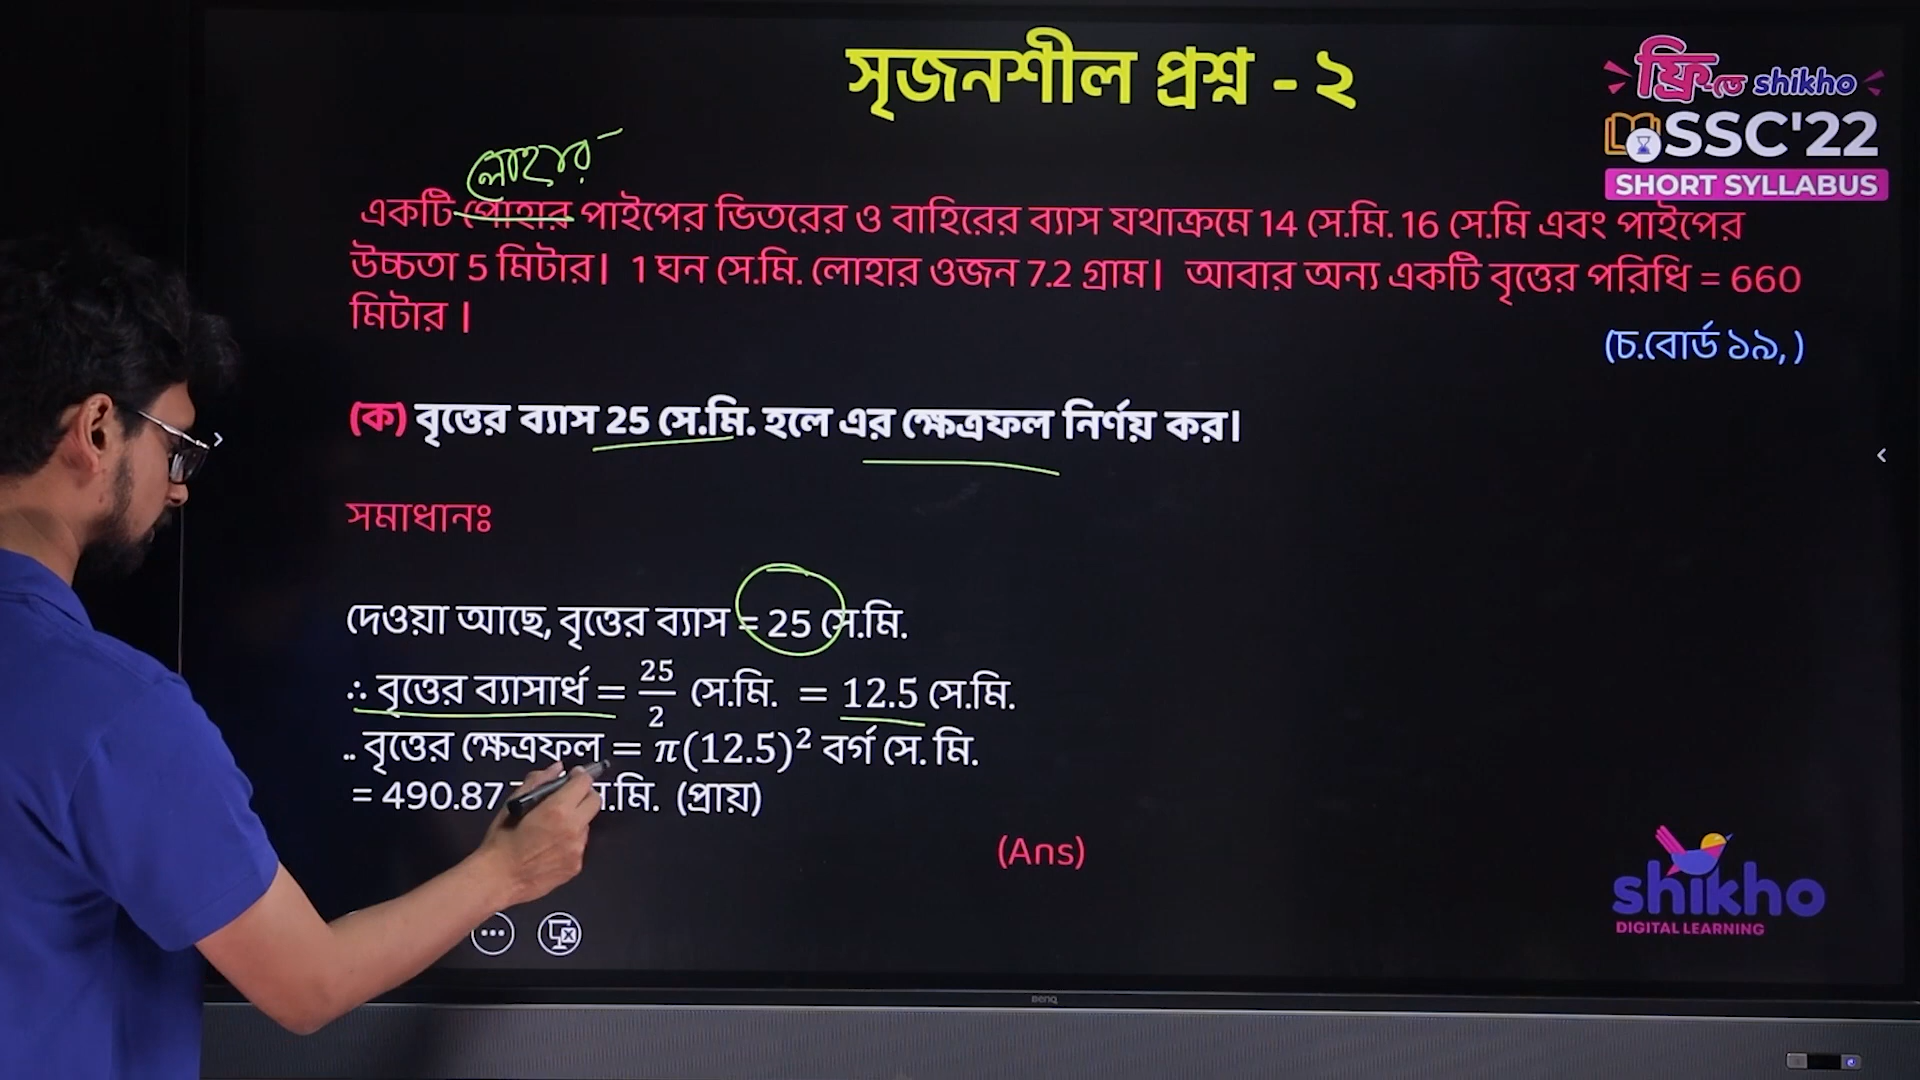 সৃজনশীল প্রশ্ন - ২
ফ্রি তে shikho
SSC'22
SHORT SYLLABUS
লোহার
একটি পোহার পাইপের ভিতরের ও বাহিরের ব্যাস যথাক্রমে 14 সে.মি. 16 সে.মি এবং পাইপের
উচ্চতা 5 মিটার। 1 ঘন সে.মি. লোহার ওজন 7.2 গ্রাম। আবার অন্য একটি বৃত্তের পরিধি = 660
মিটার ।
(চ.বোর্ড ১৯, )
(ক) বৃত্তের ব্যাস 25 সে.মি. হলে এর ক্ষেত্রফল নির্ণয় কর।
সমাধানঃ
দেওয়া আছে, বৃত্তের ব্যাস = 25 সে.মি.
∴ বৃত্তের ব্যাসার্ধ = 25/2 সে.মি. = 12.5 সে.মি.
.. বৃত্তের ক্ষেত্রফল = π(12.5)² বর্গ সে. মি.
= 490.87 .মি. (প্রায়)
(Ans)
shikho
DIGITAL LEARNING
BenQ